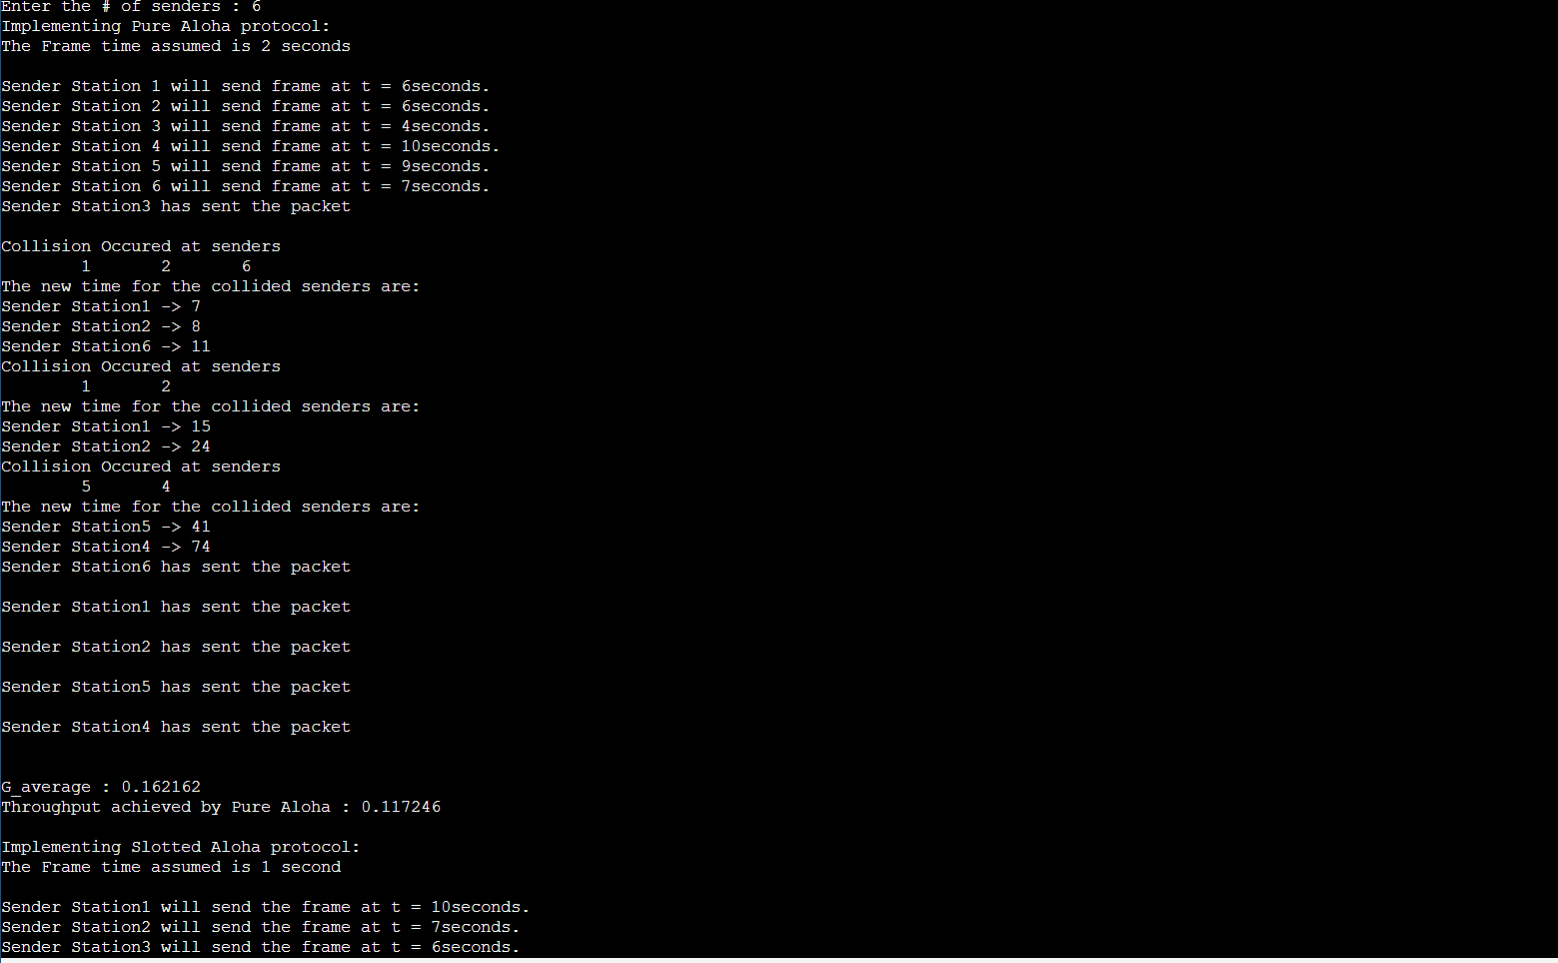 Enter the # of senders : 6
Implementing Pure Aloha protocol:
The Frame time assumed is 2 seconds
Sender Station 1 will send frame at t = 6seconds.
Sender Station 2 will send frame at t = 6seconds.
Sender Station 3 will send frame at t = 4seconds.
Sender Station 4 will send frame at t = 10seconds.
Sender Station 5 will send frame at t = 9seconds.
Sender Station 6 will send frame at t = 7seconds.
Sender Station3 has sent the packet
Collision Occured at senders
1 2 6
The new time for the collided senders are:
Sender Station1 -> 7
Sender Station2 -> 8
Sender Station6 -> 11
Collision Occured at senders
1 2
The new time for the collided senders are:
Sender Station1 -> 15
Sender Station2 -> 24
Collision Occured at senders
5 4
The new time for the collided senders are:
Sender Station5 -> 41
Sender Station4 -> 74
Sender Station6 has sent the packet
Sender Station1 has sent the packet
Sender Station2 has sent the packet
Sender Station5 has sent the packet
Sender Station4 has sent the packet
G_average : 0.162162
Throughput achieved by Pure Aloha : 0.117246
Implementing Slotted Aloha protocol:
The Frame time assumed is 1 second
Sender Station1 will send the frame at t = 10seconds.
Sender Station2 will send the frame at t = 7seconds.
Sender Station3 will send the frame at t = 6seconds.